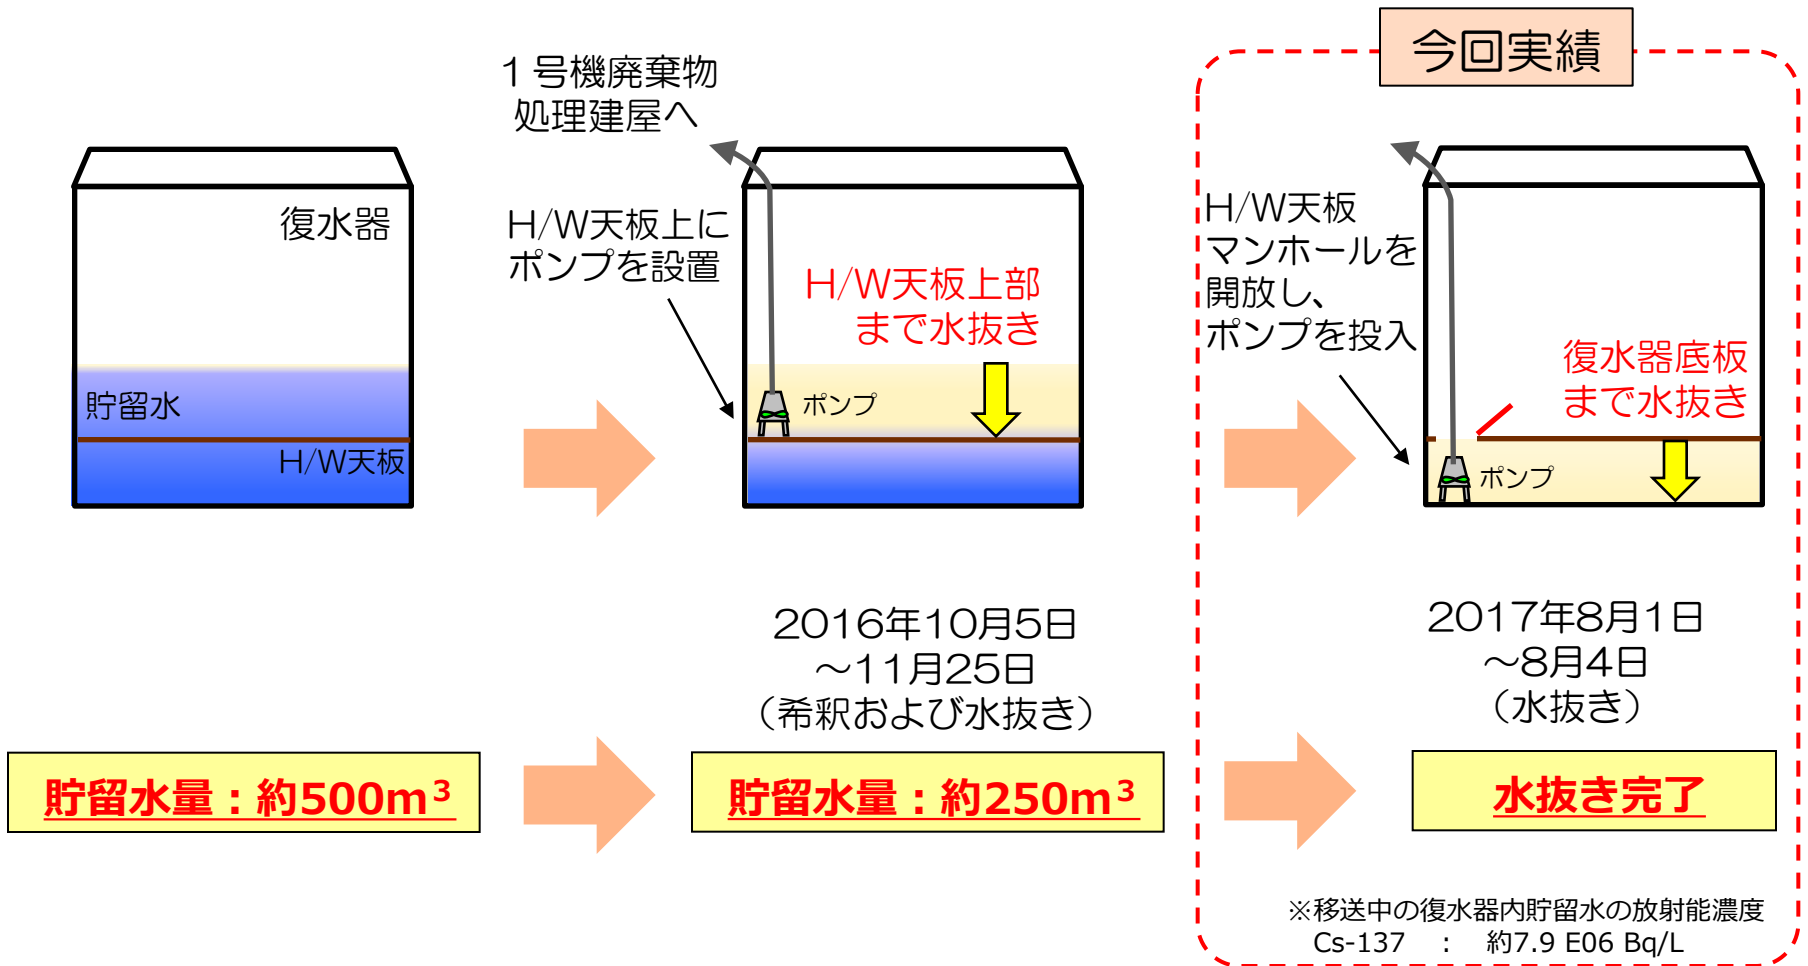 復水器
貯留水
H/W天板
貯留水量：約500m³
１号機廃棄物
処理建屋へ
H/W天板上に
ポンプを設置
H/W天板上部
まで水抜き
ポンプ
2016年10月5日
～11月25日
（希釈および水抜き）
貯留水量：約250m³
今回実績
H/W天板
マンホールを
開放し、
ポンプを投入
復水器底板
まで水抜き
ポンプ
2017年8月1日
～8月4日
（水抜き）
水抜き完了
※移送中の復水器内貯留水の放射能濃度
Cs-137　：　約7.9 E06 Bq/L